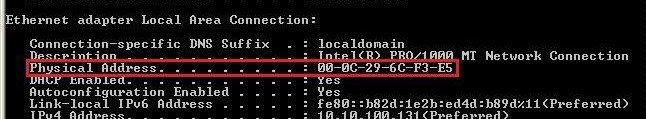 Ethernet adapter Local Area Connection:
Connection-specific DNS Suffix . : localdomain
Description . . . . . . . . . . . : Intel(R) PRO/1000 MT Network Connection
Physical Address. . . . . . . . . : 00-0C-29-6C-F3-E5
DHCP Enabled. . . . . . . . . . . : Yes
Autoconfiguration Enabled . . . . : Yes
Link-local IPv6 Address . . . . . : fe80::b82d:1e2b:ed4d:b89d%11(Preferred)
IPv4 Address. . . . . . . . . . . : 10.10.100.131(Preferred)